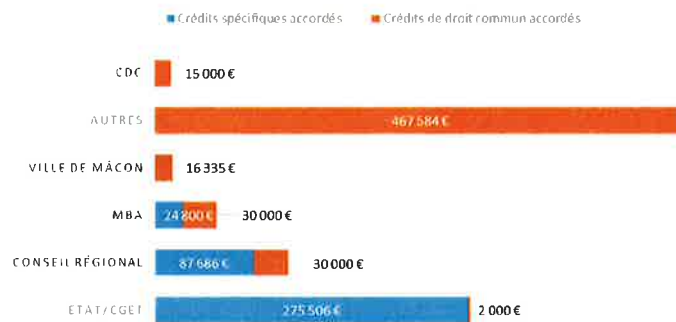 Crédits spécifiques accordés Crédits de droit commun accordés
CDC 15 000 €
AUTRES 467 584 €
VILLE DE MÂCON 16 335 €
MBA 24 800 € 30 000 €
CONSEIL RÉGIONAL 87 686 € 30 000 €
ETAT/CGET 275 506 € 2 000 €